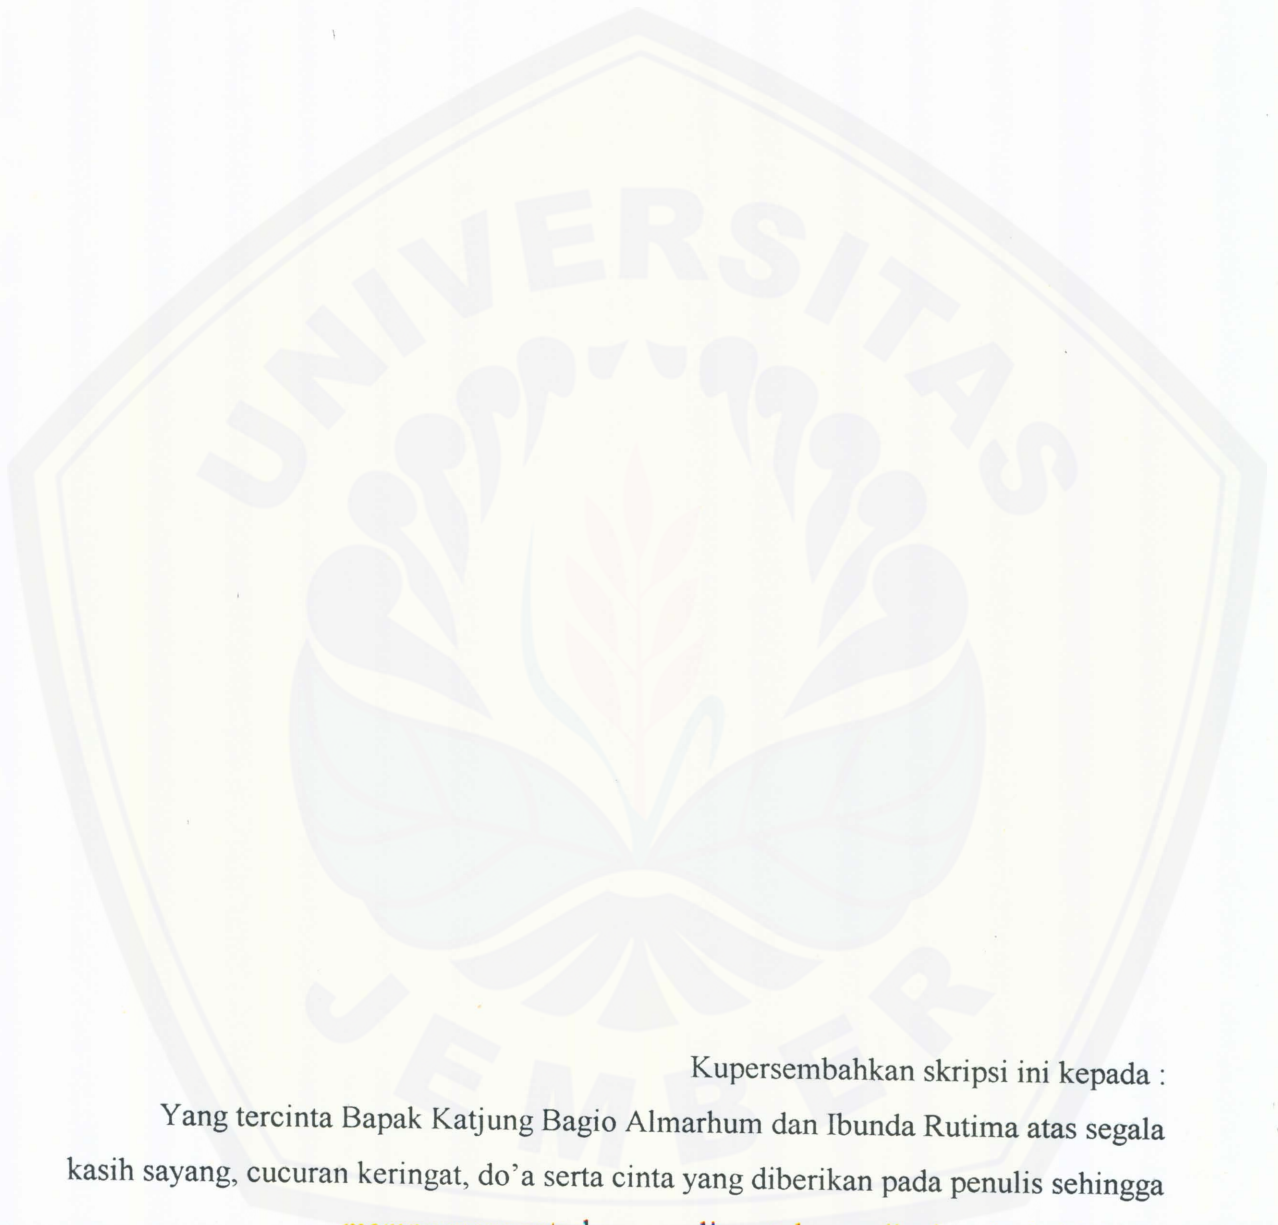 UNIVERSITAS
JEMBER
Kupersembahkan skripsi ini kepada :
Yang tercinta Bapak Katjung Bagio Almarhum dan Ibunda Rutima atas segala
kasih sayang, cucuran keringat, do’a serta cinta yang diberikan pada penulis sehingga